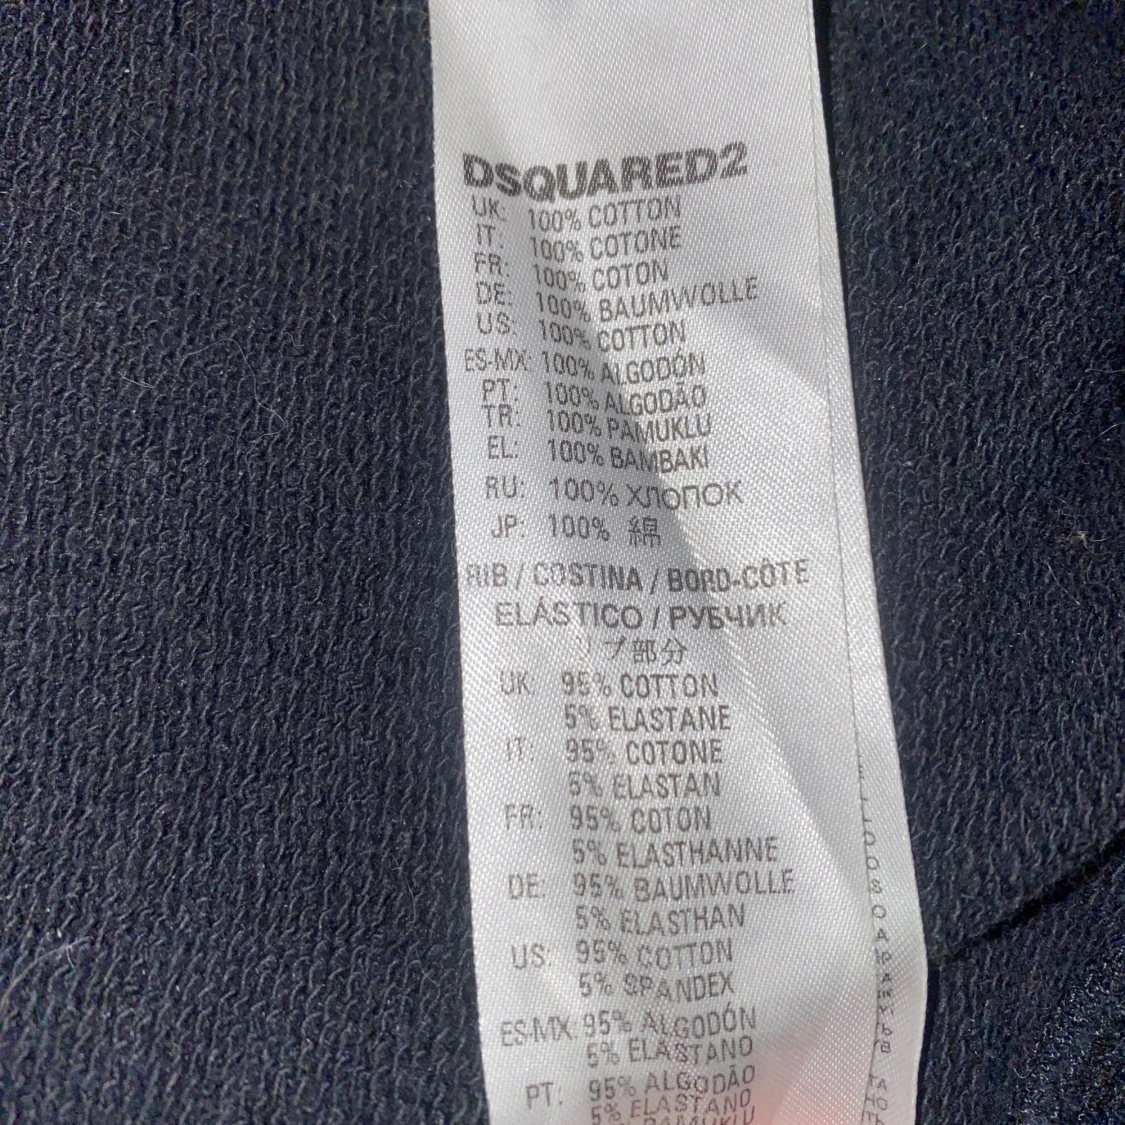 DSQUARED2
UK: 100% COTTON
IT: 100% COTONE
FR: 100% COTON
DE: 100% BAUMWOLLE
US: 100% COTTON
ES-MX: 100% ALGODÓN
PT: 100% ALGODÃO
TR: 100% PAMUKLU
EL: 100% BAMBAKI
RU: 100% ХЛОПОК
JP: 100% 綿
RIB / COSTINA / BORD-CÔTE
ELÁSTICO / РУБЧИК
リブ部分
UK: 95% COTTON
5% ELASTANE
IT: 95% COTONE
5% ELASTAN
FR: 95% COTON
5% ELASTHANNE
DE: 95% BAUMWOLLE
5% ELASTHAN
US: 95% COTTON
5% SPANDEX
ES-MX: 95% ALGODÓN
5% ELASTANO
PT: 95% ALGODÃO
5% ELASTANO
PAMUKLU